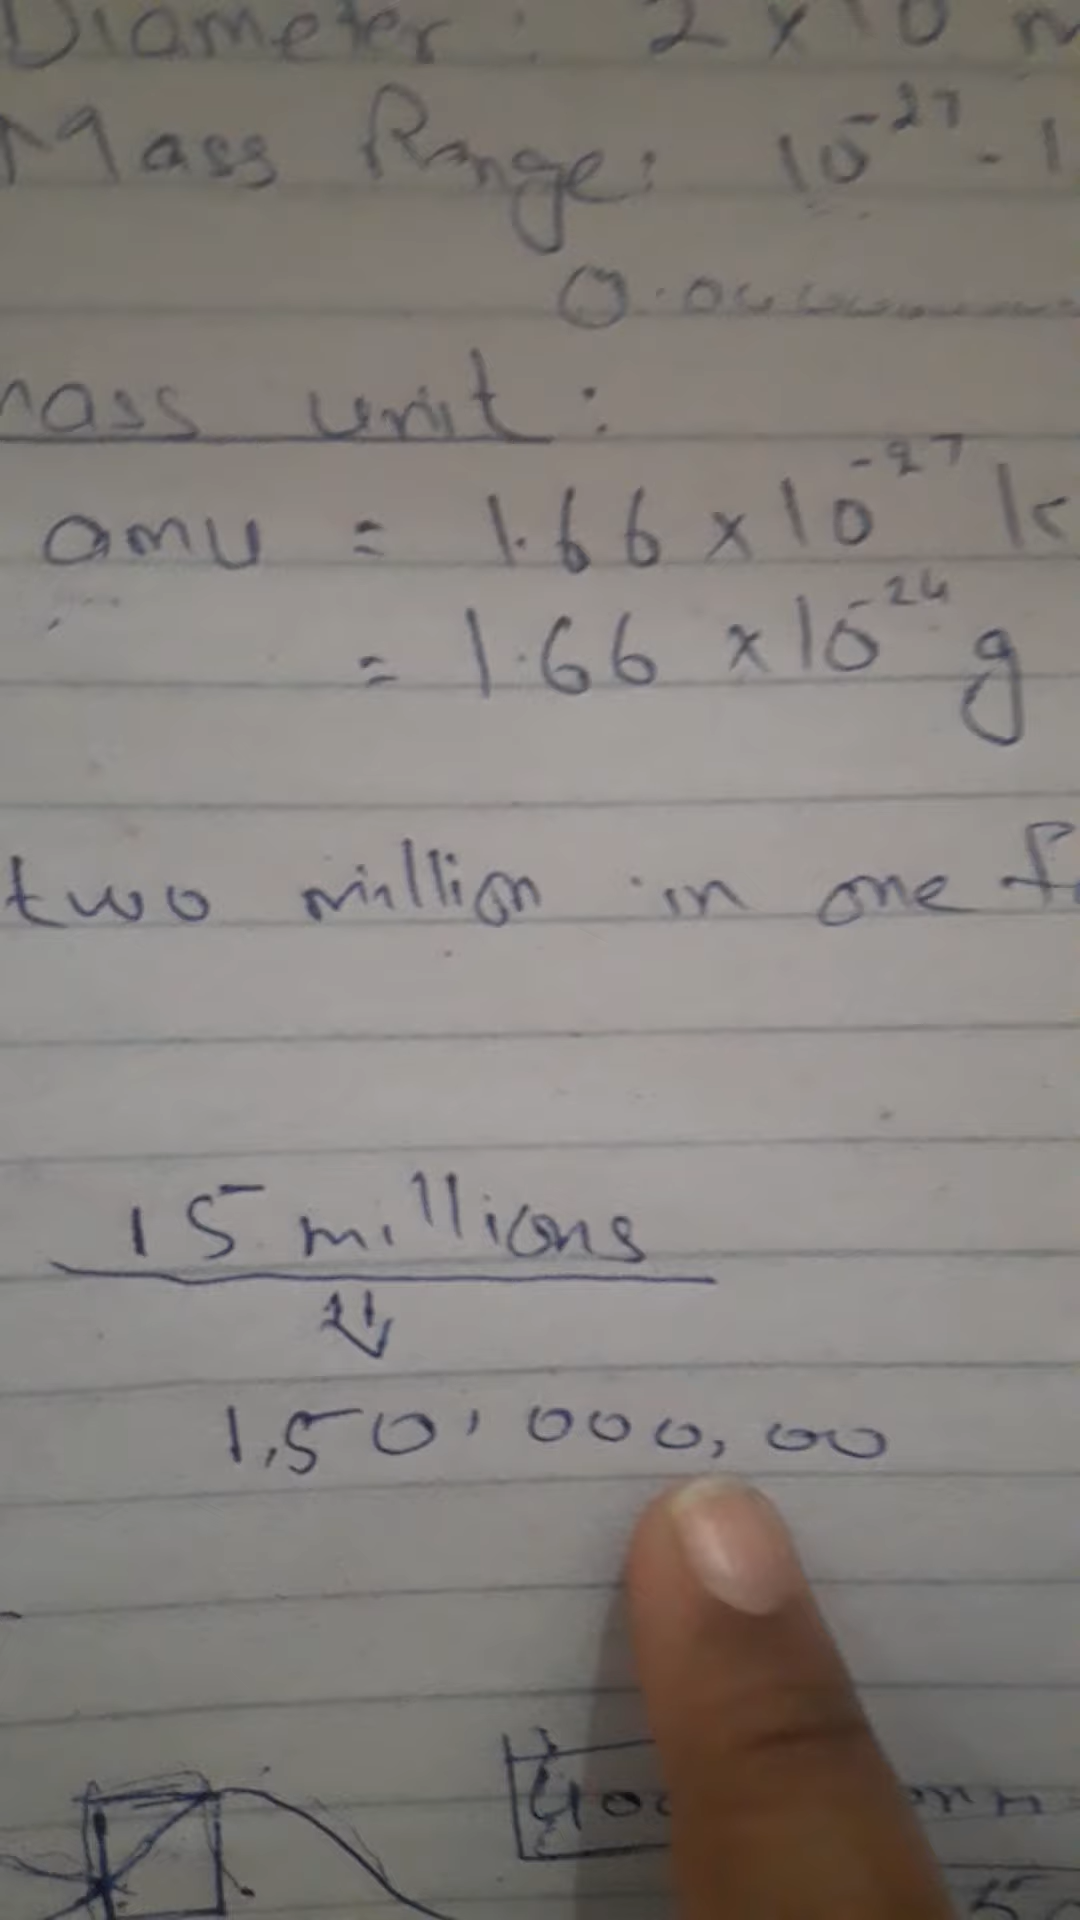 Diameter: 2 x 10 m
Mass Range: 10^-27 - 1
mass unit:
amu = 1.66 x 10^-27 k
= 1.66 x 10^-24 g
two million in one f
15 millions
1,50,000,00